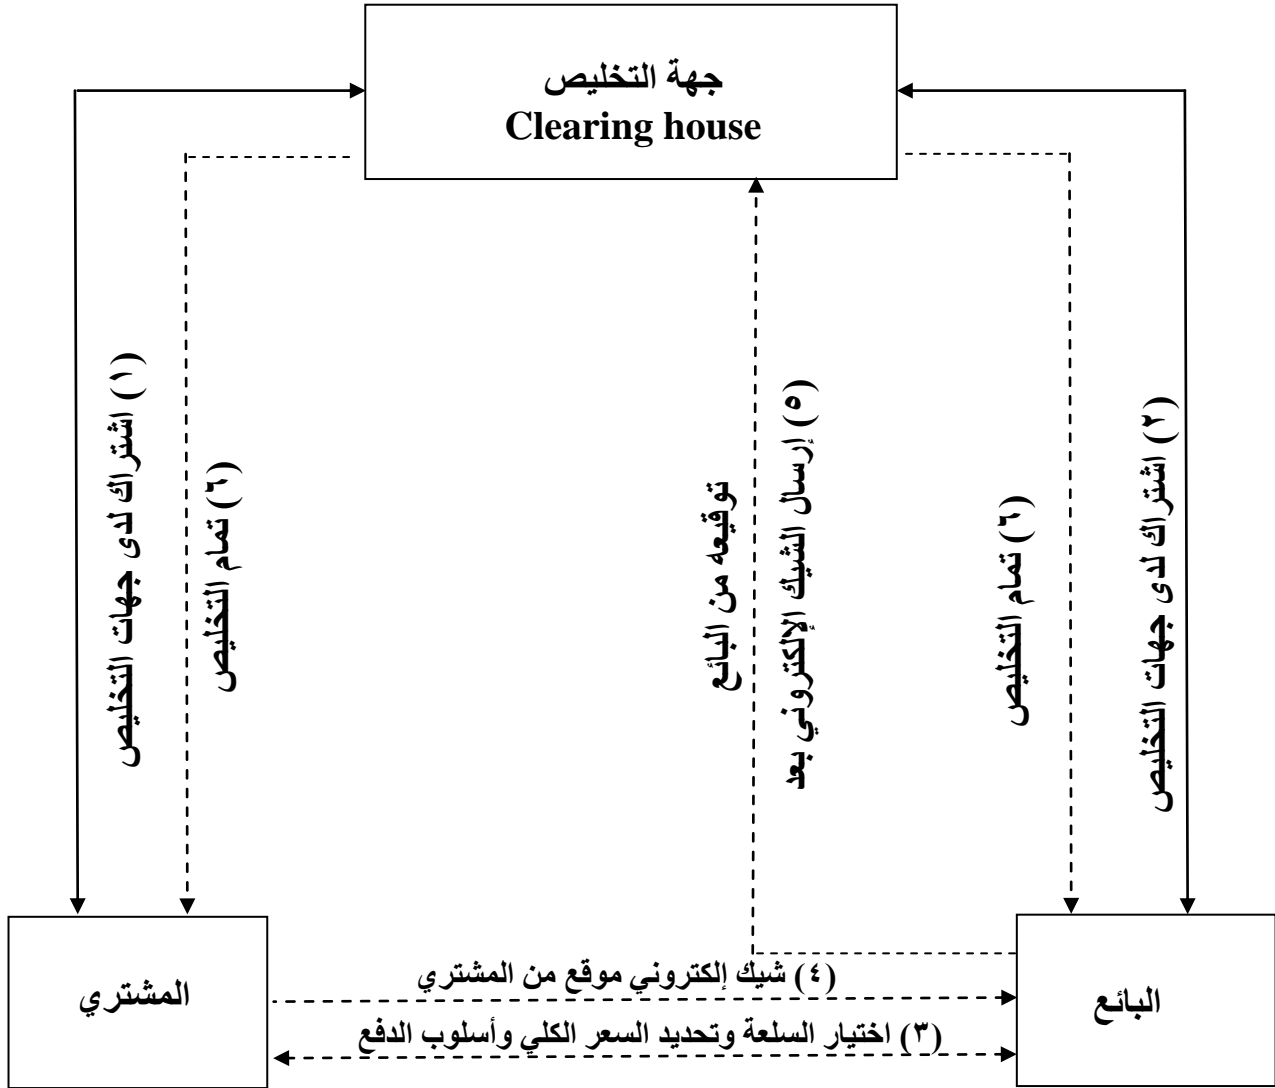 جهة التخليص
Clearing house
(١) اشتراك لدى جهات التخليص
(٦) تمام التخليص
(٥) إرسال الشيك الإلكتروني بعد
توقيعه من البائع
(٦) تمام التخليص
(٢) اشتراك لدى جهات التخليص
المشتري
(٤) شيك إلكتروني موقع من المشتري
(٣) اختيار السلعة وتحديد السعر الكلي وأسلوب الدفع
البائع